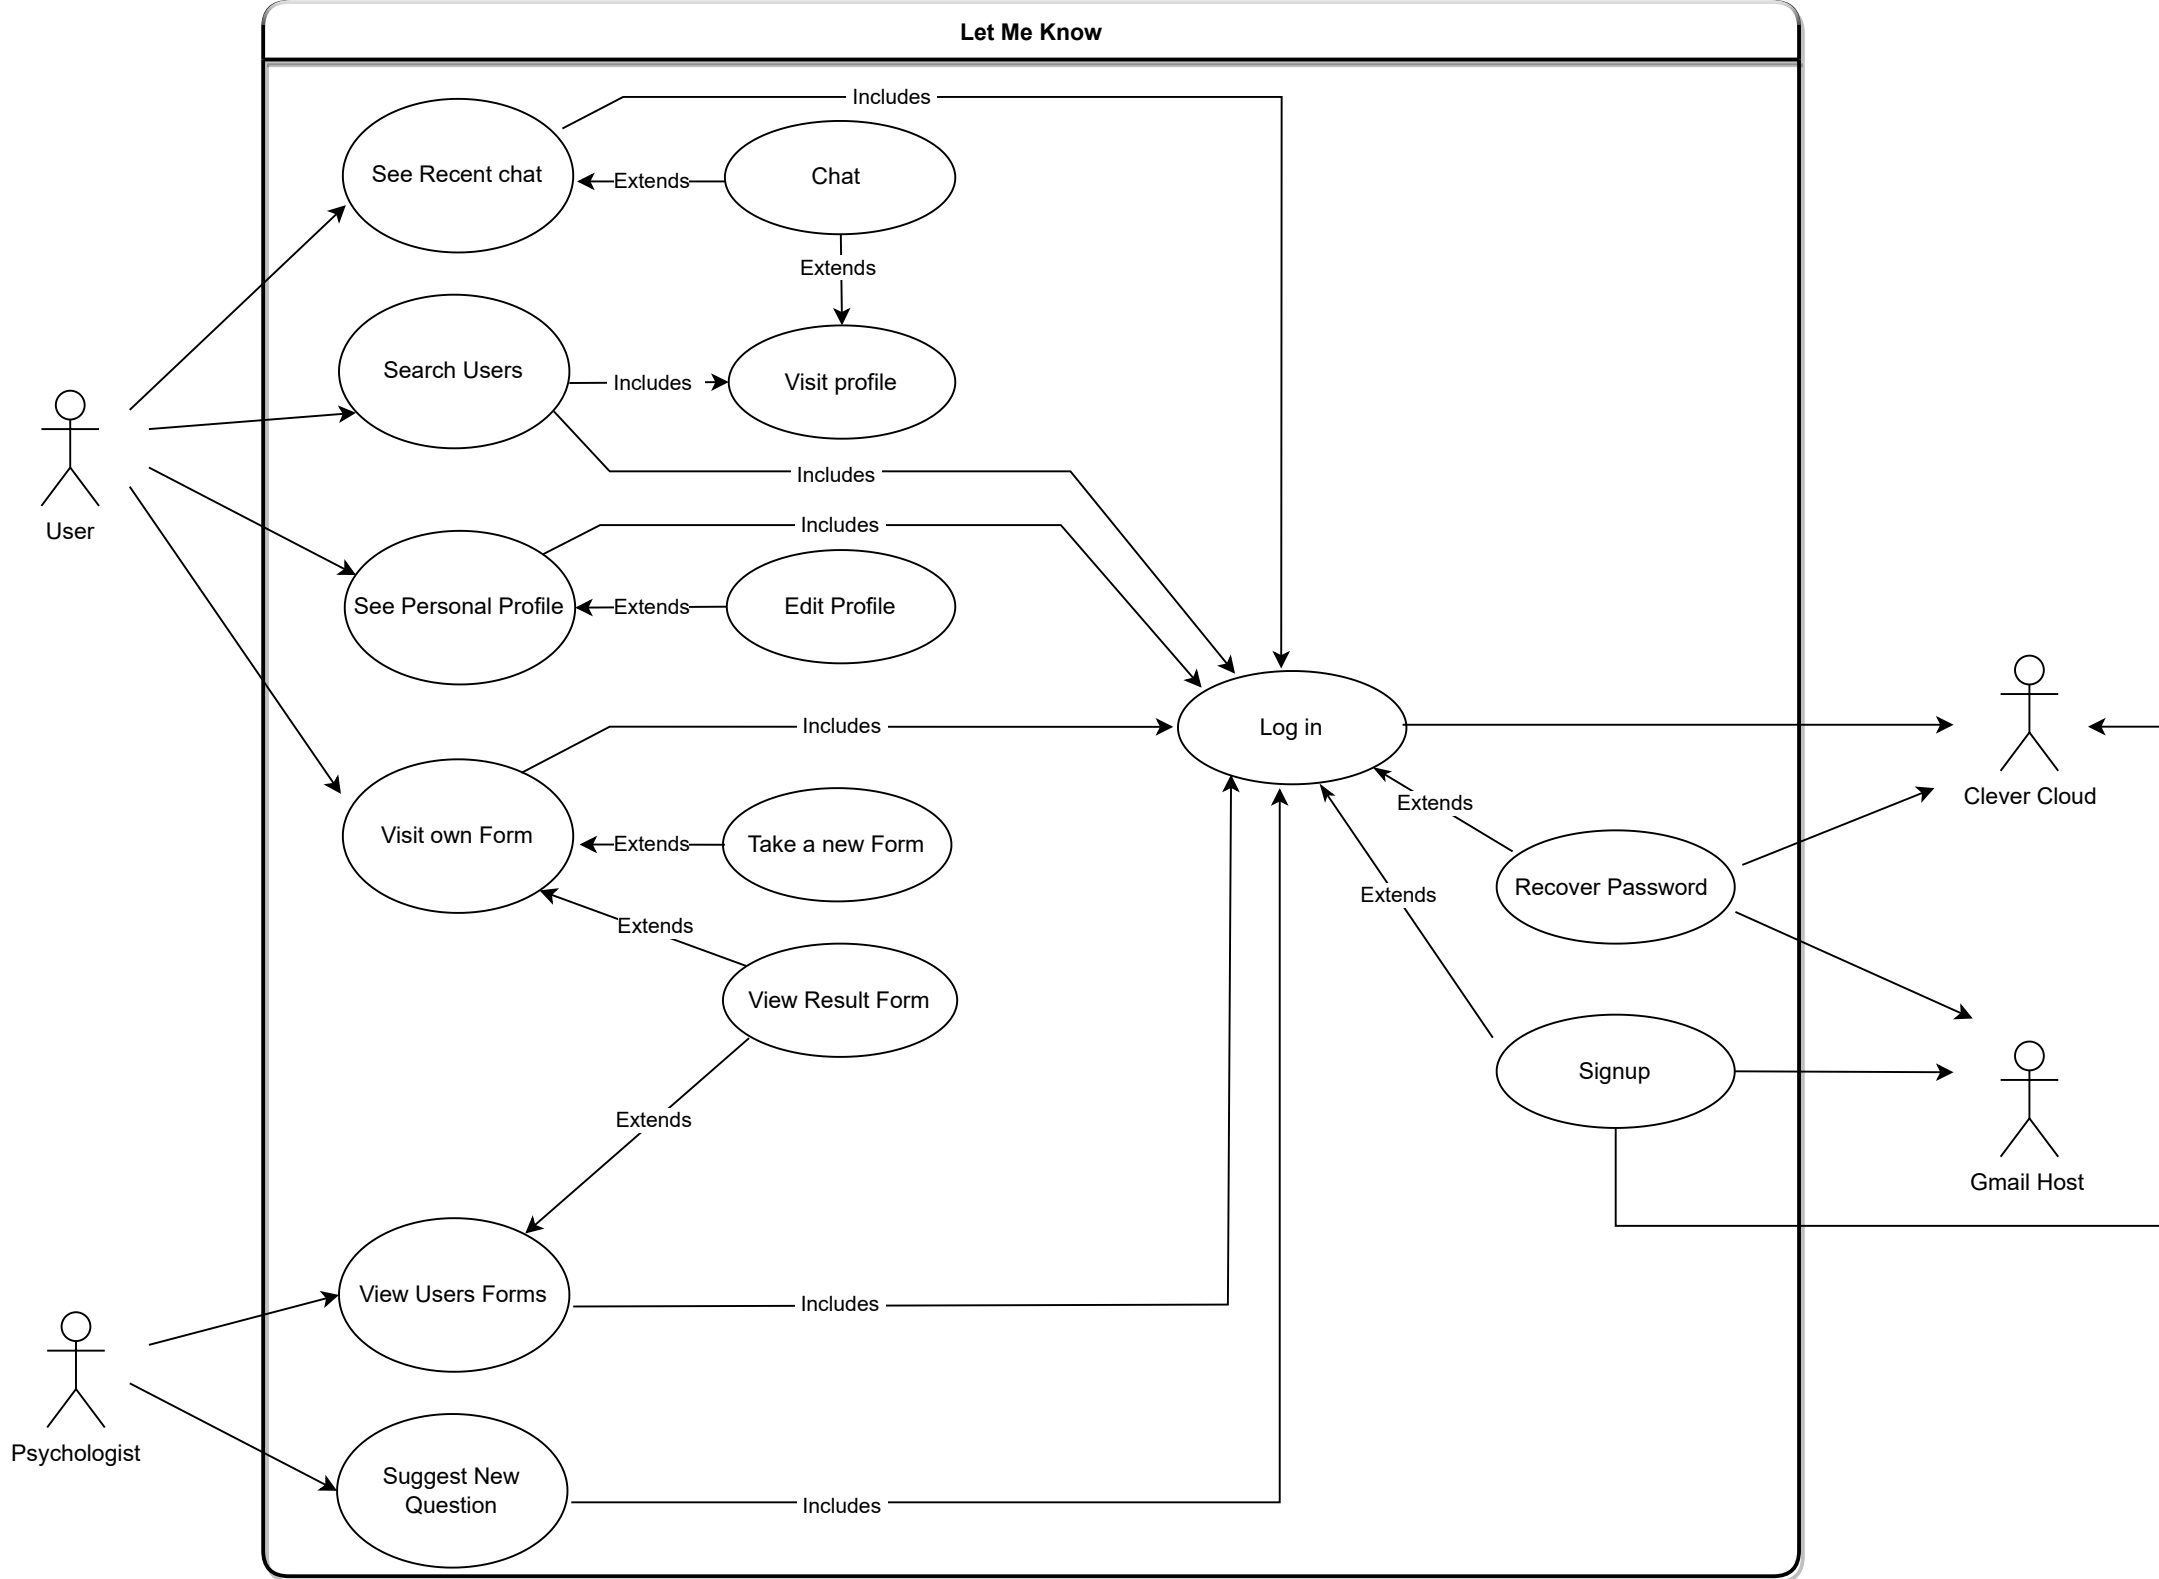 Let Me Know
Includes
See Recent chat
Extends
Chat
Extends
Search Users
Includes
Visit profile
Includes
User
Includes
See Personal Profile
Extends
Edit Profile
Includes
Log in
Clever Cloud
Extends
Visit own Form
Extends
Take a new Form
Recover Password
Extends
Extends
View Result Form
Signup
Extends
Gmail Host
View Users Forms
Includes
Psychologist
Suggest New
Question
Includes